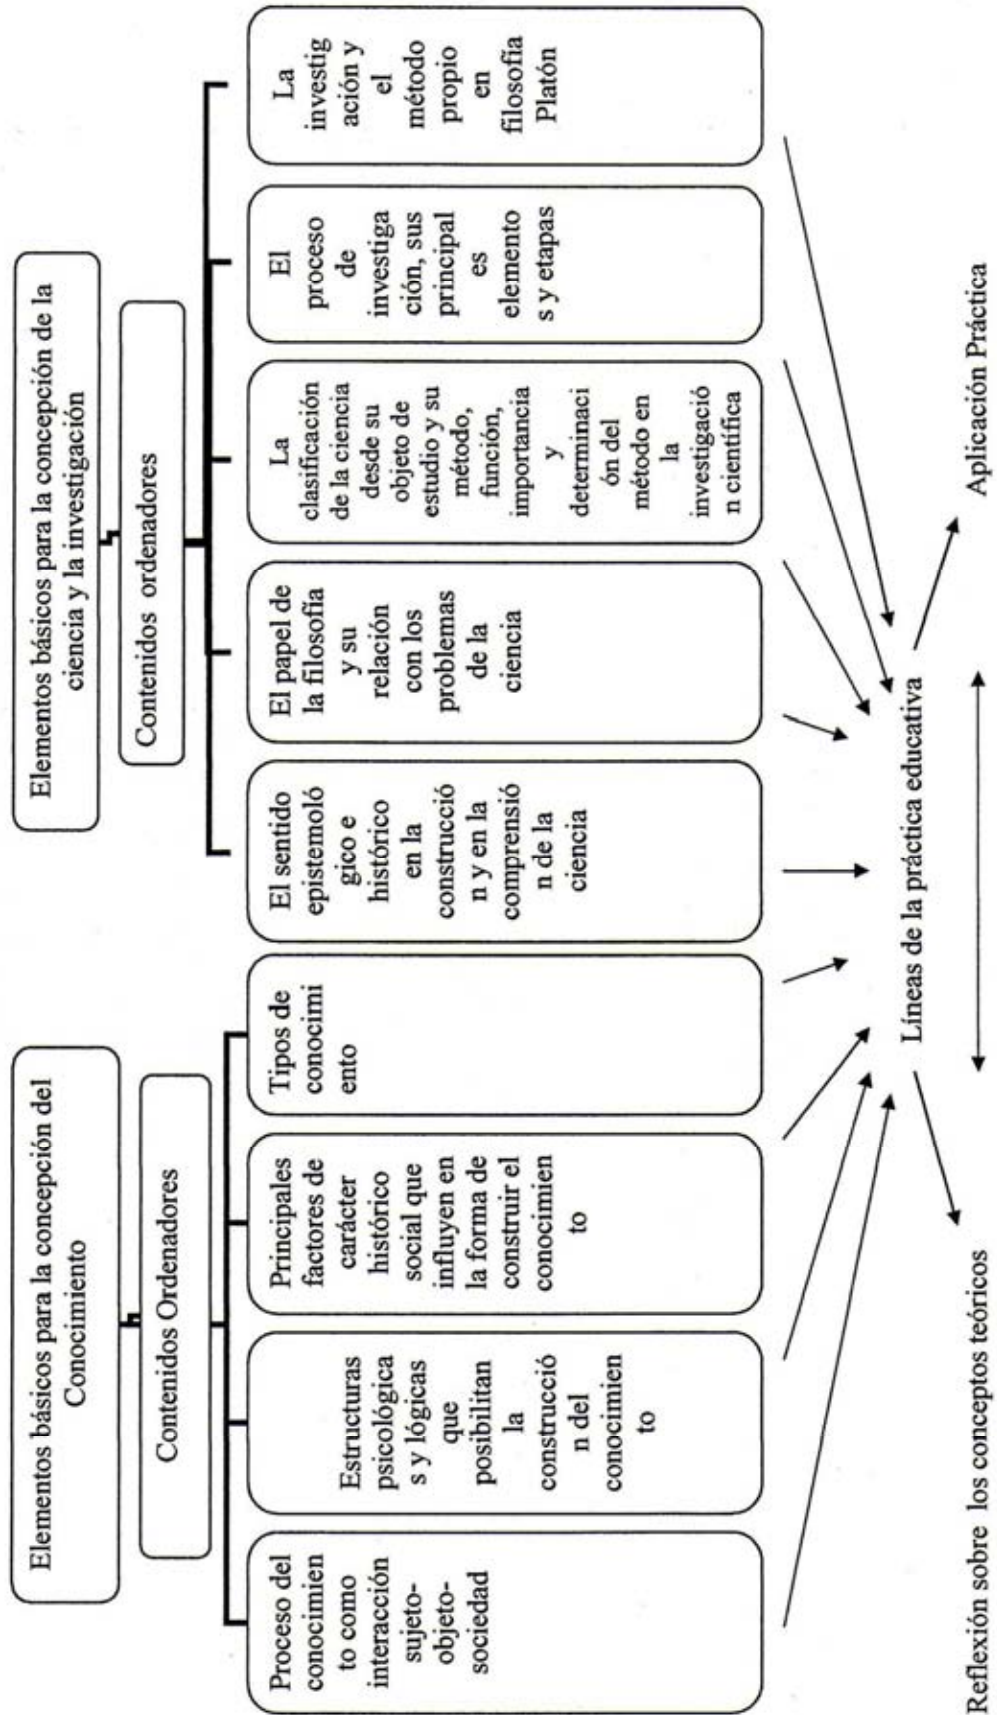 Elementos básicos para la concepción del
Conocimiento
Contenidos Ordenadores
Proceso del
conocimien
to como
interacción
sujeto-
objeto-
sociedad
Estructuras
psicológica
s y lógicas
que
posibilitan
la
construcció
n del
conocimien
to
Principales
factores de
carácter
histórico
social que
influyen en
la forma de
construir el
conocimien
to
Tipos de
conocimi
ento
Elementos básicos para la concepción de la
ciencia y la investigación
Contenidos ordenadores
El sentido
epistemoló
gico e
histórico
en la
construcció
n y en la
comprensió
n de la
ciencia
El papel de
la filosofía
y su
relación
con los
problemas
de la
ciencia
La
clasificación
de la ciencia
desde su
objeto de
estudio y su
método,
función,
importancia
y
determinaci
ón del
método en
la
investigació
n científica
El
proceso
de
investiga
ción, sus
principal
es
elemento
s y etapas
La
investig
ación y
el
método
propio
en
filosofía
Platón
Líneas de la práctica educativa
Reflexión sobre los conceptos teóricos
Aplicación Práctica